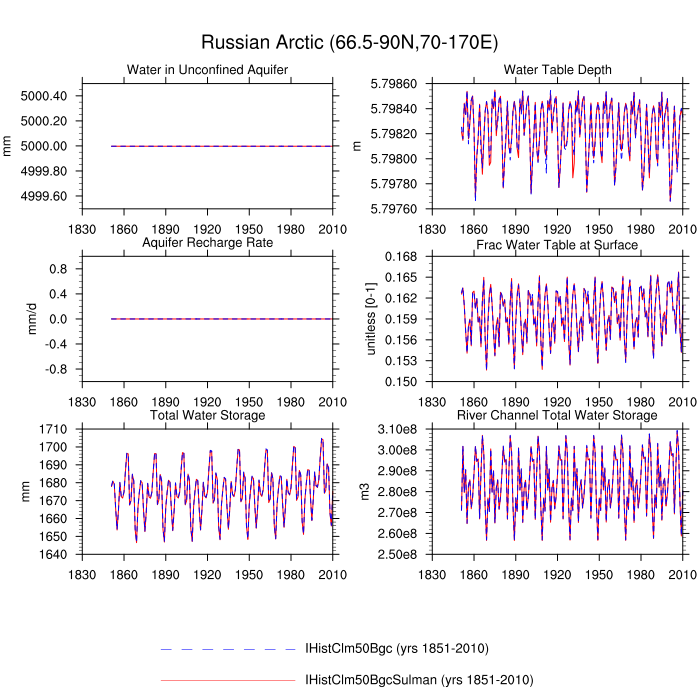 Russian Arctic (66.5-90N,70-170E)
Water in Unconfined Aquifer
5000.40
5000.20
5000.00
4999.80
4999.60
mm
1830 1860 1890 1920 1950 1980 2010
Water Table Depth
5.79860
5.79840
5.79820
5.79800
5.79780
5.79760
m
1830 1860 1890 1920 1950 1980 2010
Aquifer Recharge Rate
0.8
0.4
0.0
-0.4
-0.8
mm/d
1830 1860 1890 1920 1950 1980 2010
Frac Water Table at Surface
0.168
0.165
0.162
0.159
0.156
0.153
0.150
unitless [0-1]
1830 1860 1890 1920 1950 1980 2010
Total Water Storage
1710
1700
1690
1680
1670
1660
1650
1640
mm
1830 1860 1890 1920 1950 1980 2010
River Channel Total Water Storage
3.10e8
3.00e8
2.90e8
2.80e8
2.70e8
2.60e8
2.50e8
m3
1830 1860 1890 1920 1950 1980 2010
IHistClm50Bgc (yrs 1851-2010)
IHistClm50BgcSulman (yrs 1851-2010)